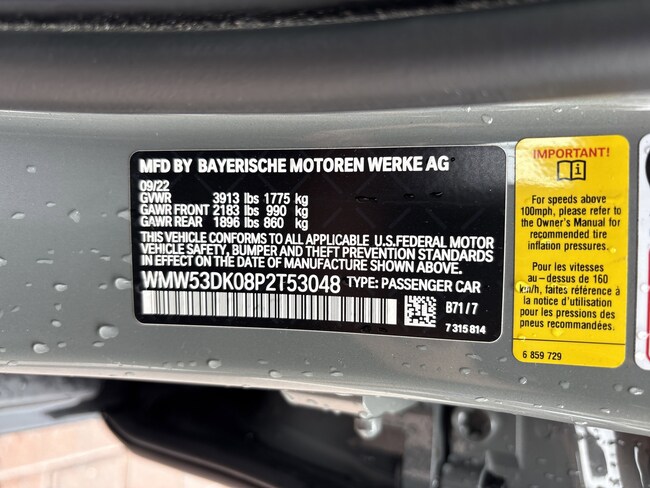 MFD BY BAYERISCHE MOTOREN WERKE AG
09/22
GVWR 3913 lbs 1775 kg
GAWR FRONT 2183 lbs 990 kg
GAWR REAR 1896 lbs 860 kg
THIS VEHICLE CONFORMS TO ALL APPLICABLE U.S.FEDERAL MOTOR
VEHICLE SAFETY, BUMPER AND THEFT PREVENTION STANDARDS
IN EFFECT ON THE DATE OF MANUFACTURE SHOWN ABOVE.
WMW53DK08P2T53048 TYPE: PASSENGER CAR
B71/7
7 315 814
IMPORTANT!
For speeds above
100mph, please refer to
the Owner's Manual for
recommended tire
inflation pressures.
Pour les vitesses
au-dessus de 160
km/h, faites référence à
la notice d'utilisation
pour les pressions des
pneus recommandées.
6 859 729